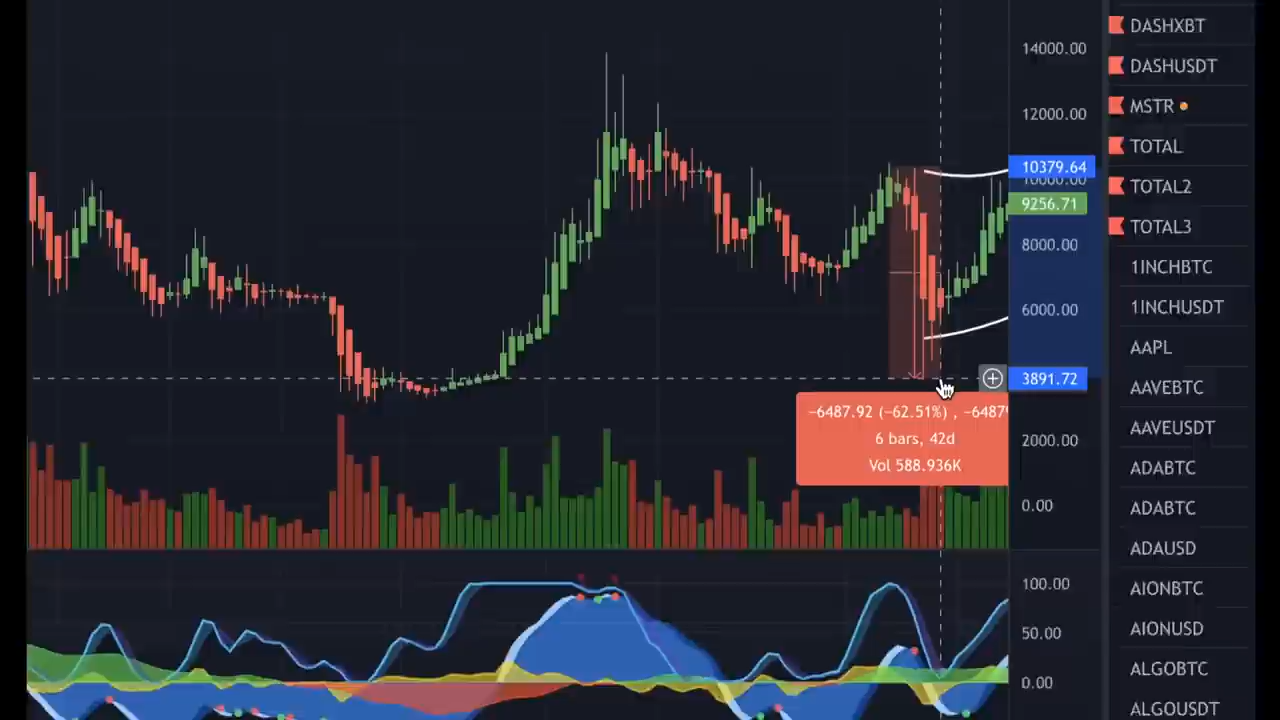 14000.00
12000.00
10379.64
10000.00
9256.71
8000.00
6000.00
3891.72
2000.00
0.00
−6487.92 (−62.51%) , −6487
6 bars, 42d
Vol 588.936K
100.00
50.00
0.00
DASHXBT
DASHUSDT
MSTR
TOTAL
TOTAL2
TOTAL3
1INCHBTC
1INCHUSDT
AAPL
AAVEBTC
AAVEUSDT
ADABTC
ADABTC
ADAUSD
AIONBTC
AIONUSD
ALGOBTC
ALGOUSDT